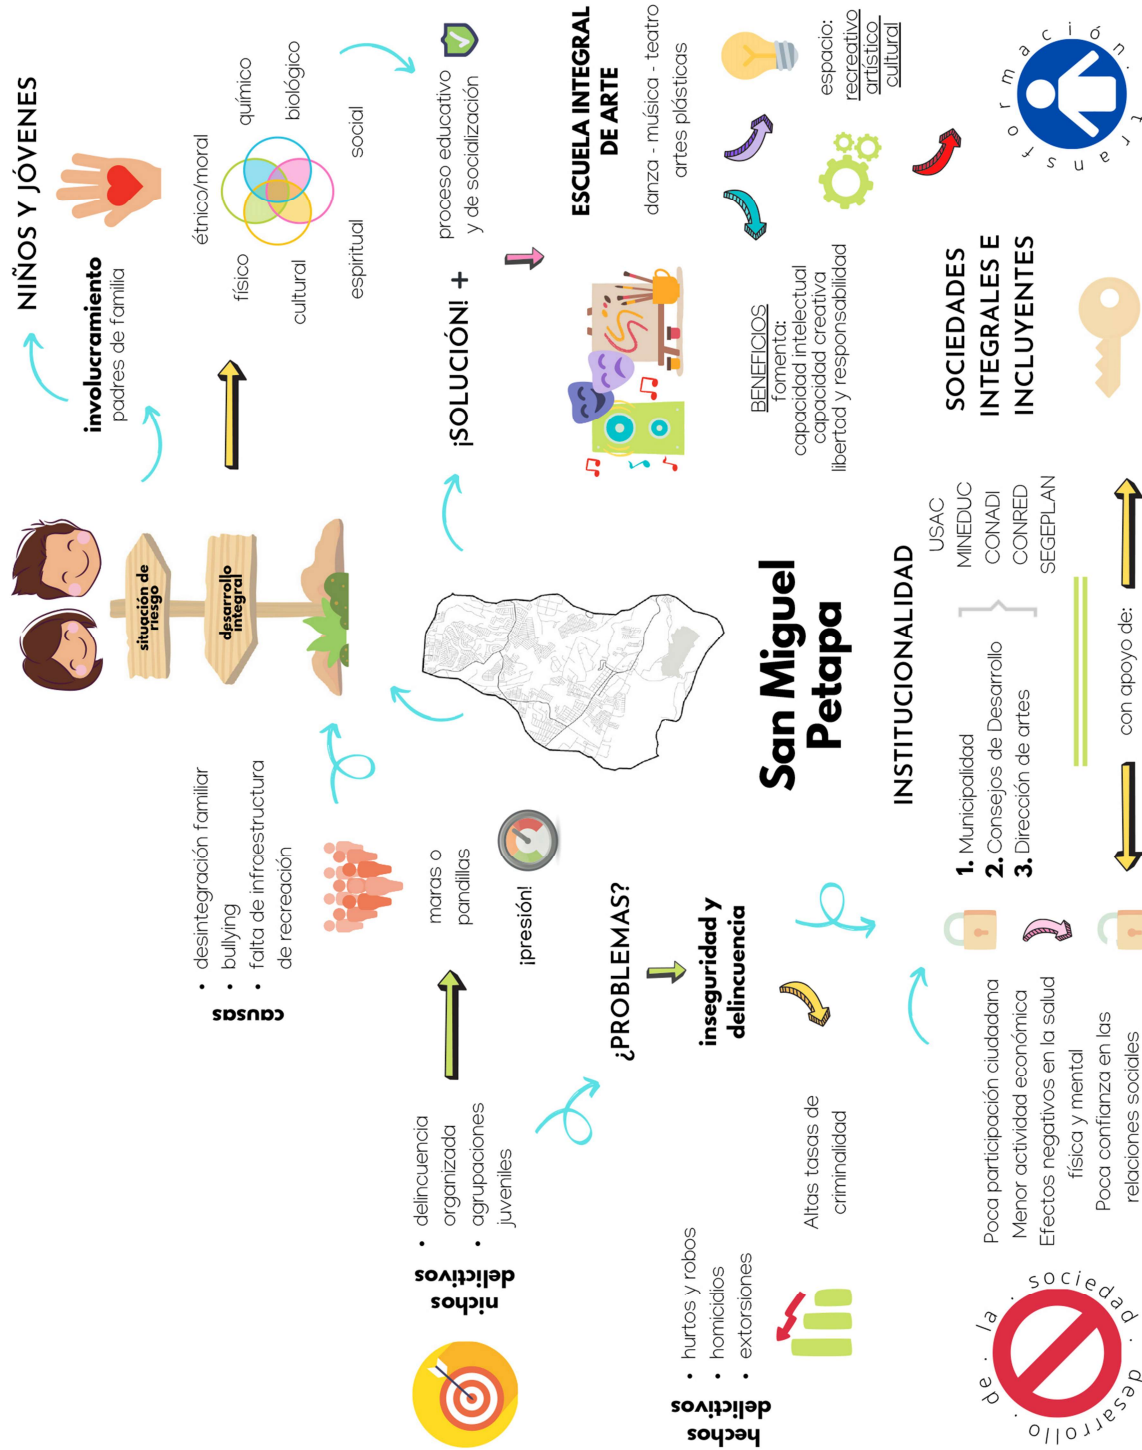 causas
• desintegración familiar
• bullying
• falta de infraestructura
de recreación
situación de
riesgo
desarrollo
integral
involucramiento
padres de familia
NIÑOS Y JÓVENES
étnico/moral
físico
químico
cultural
biológico
espiritual
social
nichos
delictivos
• delincuencia
organizada
• agrupaciones
juveniles
maras o
pandillas
¡presión!
¡SOLUCIÓN! +
proceso educativo
y de socialización
¿PROBLEMAS?
inseguridad y
delincuencia
San Miguel
Petapa
ESCUELA INTEGRAL
DE ARTE
danza - música - teatro
artes plásticas
hechos
delictivos
• hurtos y robos
• homicidios
• extorsiones
Altas tasas de
criminalidad
BENEFICIOS
fomenta:
capacidad intelectual
capacidad creativa
libertad y responsabilidad
espacio:
recreativo
artístico
cultural
desarrollo . de . la . sociedad .
Poca participación ciudadana
Menor actividad económica
Efectos negativos en la salud
física y mental
Poca confianza en las
relaciones sociales
INSTITUCIONALIDAD
1. Municipalidad
2. Consejos de Desarrollo
3. Dirección de artes
USAC
MINEDUC
CONADI
CONRED
SEGEPLAN
con apoyo de:
SOCIEDADES
INTEGRALES E
INCLUYENTES
transformación